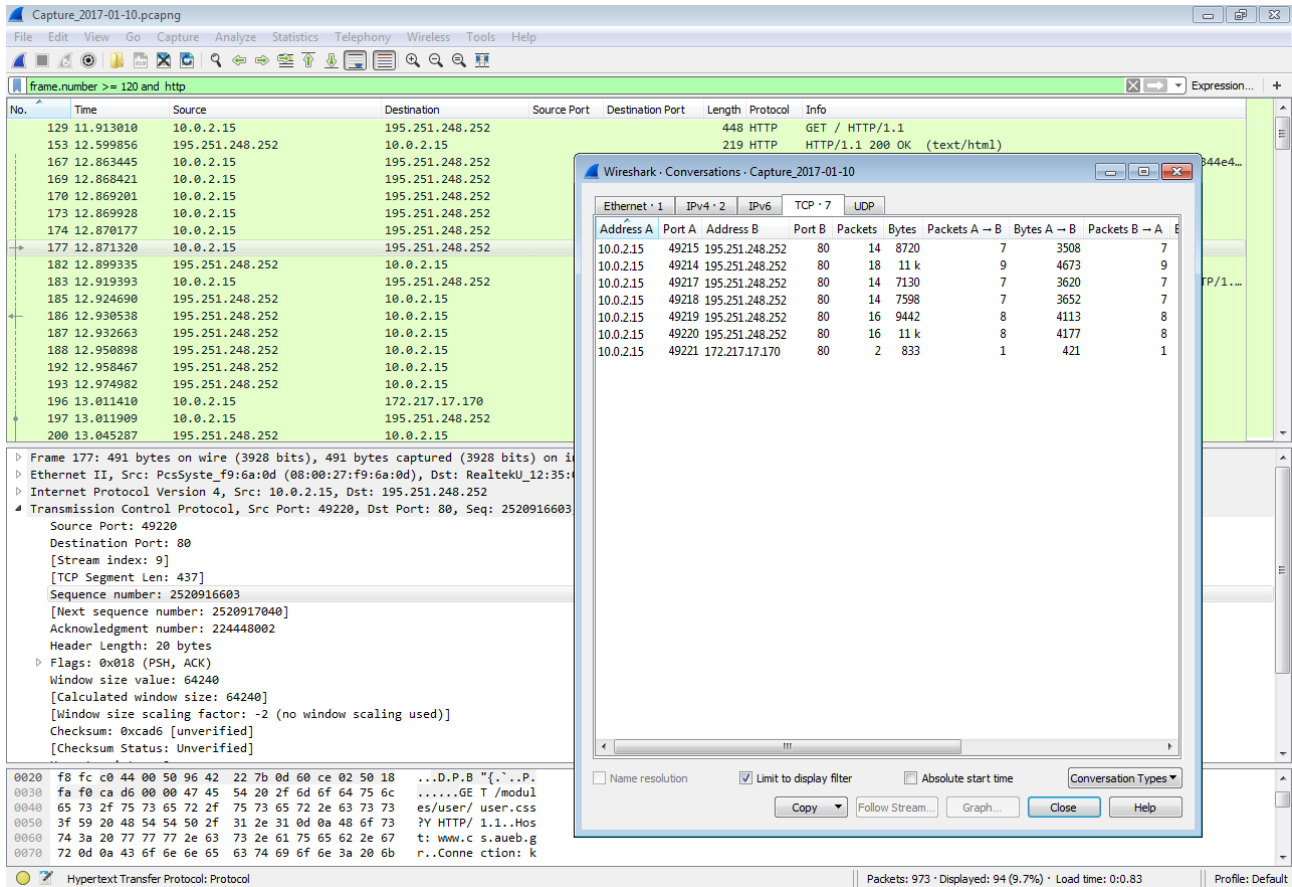 Capture_2017-01-10.pcapng
File Edit View Go Capture Analyze Statistics Telephony Wireless Tools Help
frame.number >= 120 and http
Expression... +
No. Time Source Destination Source Port Destination Port Length Protocol Info
129 11.913010 10.0.2.15 195.251.248.252 448 HTTP GET / HTTP/1.1
153 12.599856 195.251.248.252 10.0.2.15 219 HTTP HTTP/1.1 200 OK (text/html)
167 12.863445 10.0.2.15 195.251.248.252 344e4...
169 12.868421 10.0.2.15 195.251.248.252
170 12.869201 10.0.2.15 195.251.248.252
173 12.869928 10.0.2.15 195.251.248.252
174 12.870177 10.0.2.15 195.251.248.252
177 12.871320 10.0.2.15 195.251.248.252
182 12.899335 195.251.248.252 10.0.2.15
183 12.919393 10.0.2.15 195.251.248.252 TP/1....
185 12.924690 195.251.248.252 10.0.2.15
186 12.930538 195.251.248.252 10.0.2.15
187 12.932663 195.251.248.252 10.0.2.15
188 12.950898 195.251.248.252 10.0.2.15
192 12.958467 195.251.248.252 10.0.2.15
193 12.974982 195.251.248.252 10.0.2.15
196 13.011410 10.0.2.15 172.217.17.170
197 13.011909 10.0.2.15 195.251.248.252
200 13.045287 195.251.248.252 10.0.2.15
Wireshark · Conversations · Capture_2017-01-10
Ethernet · 1 IPv4 · 2 IPv6 TCP · 7 UDP
Address A Port A Address B Port B Packets Bytes Packets A → B Bytes A → B Packets B → A
10.0.2.15 49215 195.251.248.252 80 14 8720 7 3508 7
10.0.2.15 49214 195.251.248.252 80 18 11 k 9 4673 9
10.0.2.15 49217 195.251.248.252 80 14 7130 7 3620 7
10.0.2.15 49218 195.251.248.252 80 14 7598 7 3652 7
10.0.2.15 49219 195.251.248.252 80 16 9442 8 4113 8
10.0.2.15 49220 195.251.248.252 80 16 11 k 8 4177 8
10.0.2.15 49221 172.217.17.170 80 2 833 1 421 1
Name resolution Limit to display filter Absolute start time Conversation Types
Copy Follow Stream... Graph... Close Help
Frame 177: 491 bytes on wire (3928 bits), 491 bytes captured (3928 bits) on i
Ethernet II, Src: PcsSyste_f9:6a:0d (08:00:27:f9:6a:0d), Dst: RealtekU_12:35:
Internet Protocol Version 4, Src: 10.0.2.15, Dst: 195.251.248.252
Transmission Control Protocol, Src Port: 49220, Dst Port: 80, Seq: 2520916603
Source Port: 49220
Destination Port: 80
[Stream index: 9]
[TCP Segment Len: 437]
Sequence number: 2520916603
[Next sequence number: 2520917040]
Acknowledgment number: 224448002
Header Length: 20 bytes
Flags: 0x018 (PSH, ACK)
Window size value: 64240
[Calculated window size: 64240]
[Window size scaling factor: -2 (no window scaling used)]
Checksum: 0xcad6 [unverified]
[Checksum Status: Unverified]
0020 f8 fc c0 44 00 50 96 42 22 7b 0d 60 ce 02 50 18 ...D.P.B "{.`..P.
0030 fa f0 ca d6 00 00 47 45 54 20 2f 6d 6f 64 75 6c ......GE T /modul
0040 65 73 2f 75 73 65 72 2f 75 73 65 72 2e 63 73 73 es/user/ user.css
0050 3f 59 20 48 54 54 50 2f 31 2e 31 0d 0a 48 6f 73 ?Y HTTP/ 1.1..Hos
0060 74 3a 20 77 77 77 2e 63 73 2e 61 75 65 62 2e 67 t: www.c s.aueb.g
0070 72 0d 0a 43 6f 6e 6e 65 63 74 69 6f 6e 3a 20 6b r..Conne ction: k
Hypertext Transfer Protocol: Protocol Packets: 973 · Displayed: 94 (9.7%) · Load time: 0:0.83 Profile: Default